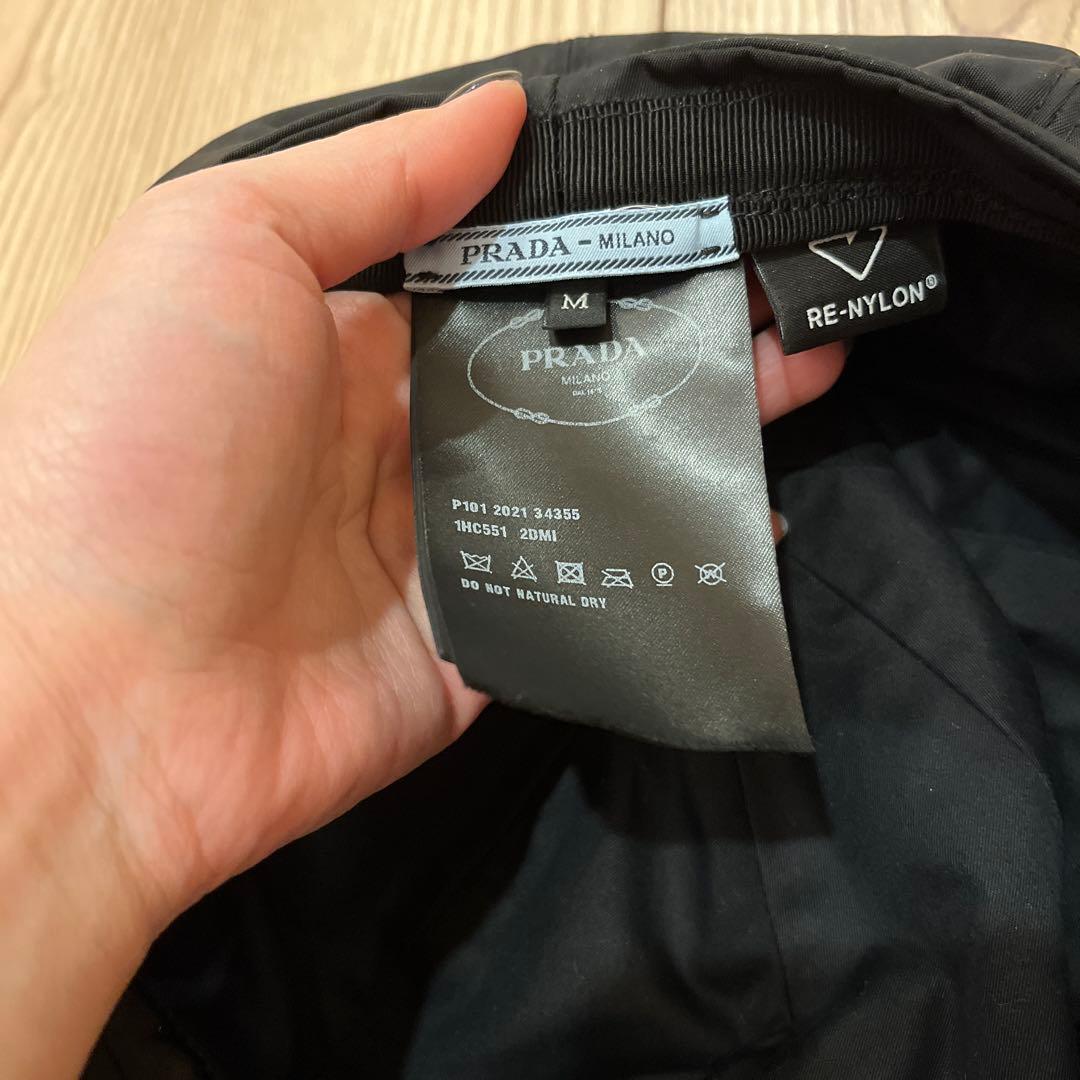 PRADA - MILANO
M
RE-NYLON®
PRADA
MILANO
P101 2021 34355
1HC551 2DMI
P W
DO NOT NATURAL DRY